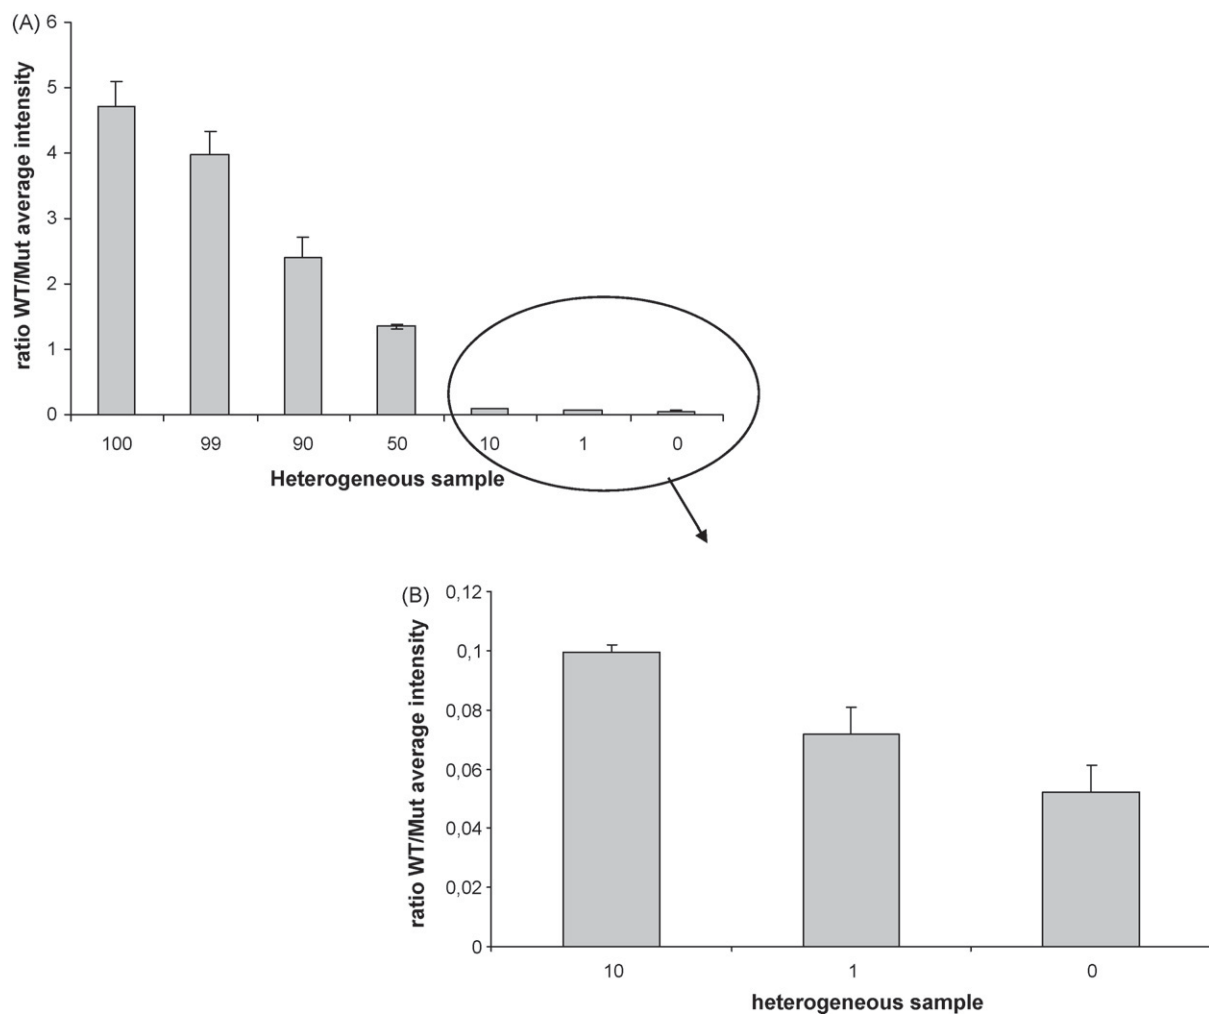 (A)
ratio WT/Mut average intensity
6
5
4
3
2
1
0
100 99 90 50 10 1 0
Heterogeneous sample
(B)
ratio WT/Mut average intensity
0,12
0,1
0,08
0,06
0,04
0,02
0
10 1 0
heterogeneous sample